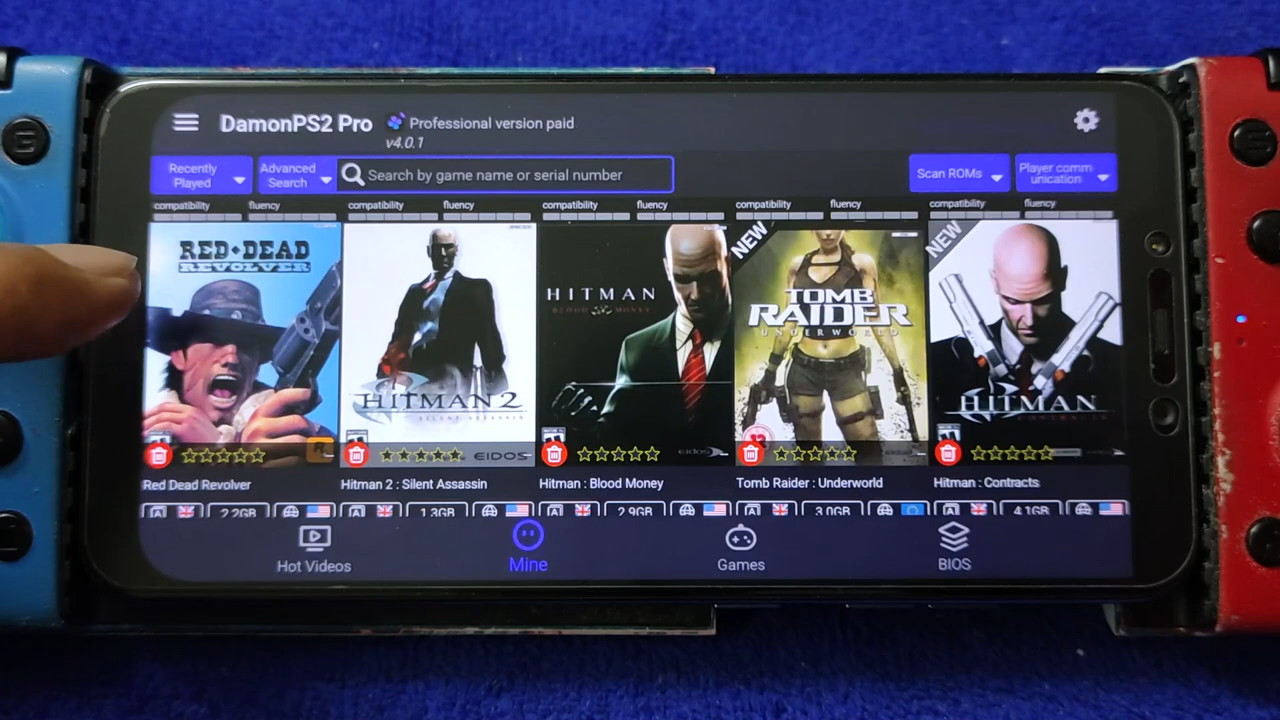 DamonPS2 Pro
Professional version paid
v4.0.1
Recently
Played
Advanced
Search
Search by game name or serial number
Scan ROMs
Player comm
unication
compatibility fluency compatibility fluency compatibility fluency compatibility fluency compatibility fluency
RED DEAD
REVOLVER
HITMAN 2
SILENT ASSASSIN
EIDOS
HITMAN
BLOOD MONEY
eidos
NEW
TOMB
RAIDER
UNDERWORLD
NEW
HITMAN
CONTRACTS
Red Dead Revolver
Hitman 2 : Silent Assassin
Hitman : Blood Money
Tomb Raider : Underworld
Hitman : Contracts
2.2GB 1.3GB 2.9GB 3.0GB 4.1GB
Hot Videos
Mine
Games
BIOS